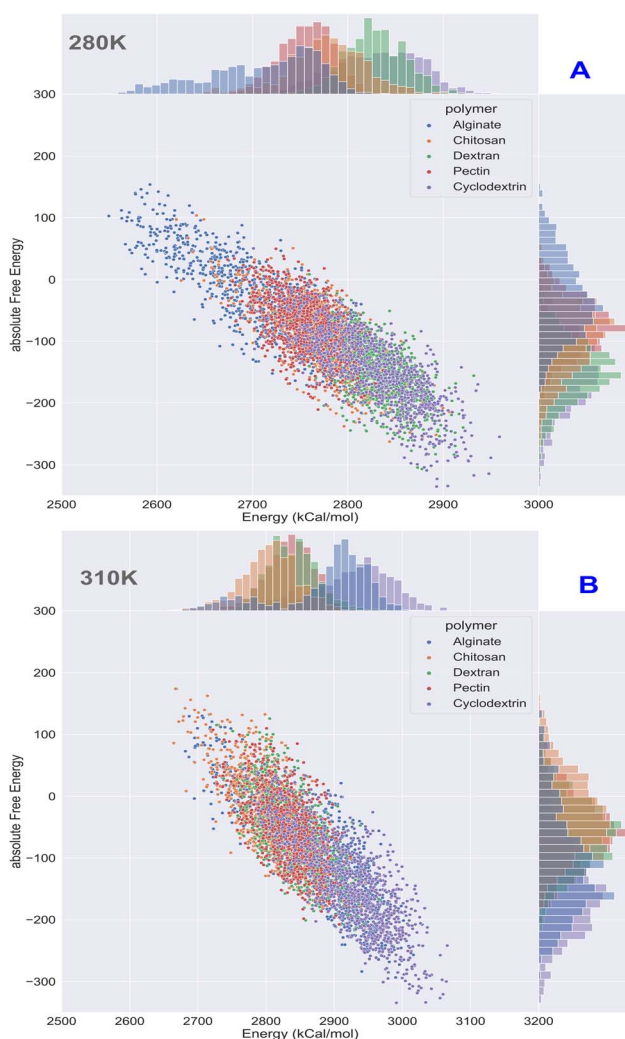 280K
A
300
200
100
0
−100
−200
−300
absolute Free Energy
polymer
Alginate
Chitosan
Dextran
Pectin
Cyclodextrin
2500 2600 2700 2800 2900 3000
Energy (kCal/mol)
310K
B
300
200
100
0
−100
−200
−300
absolute Free Energy
polymer
Alginate
Chitosan
Dextran
Pectin
Cyclodextrin
2500 2600 2700 2800 2900 3000 3100 3200
Energy (kCal/mol)